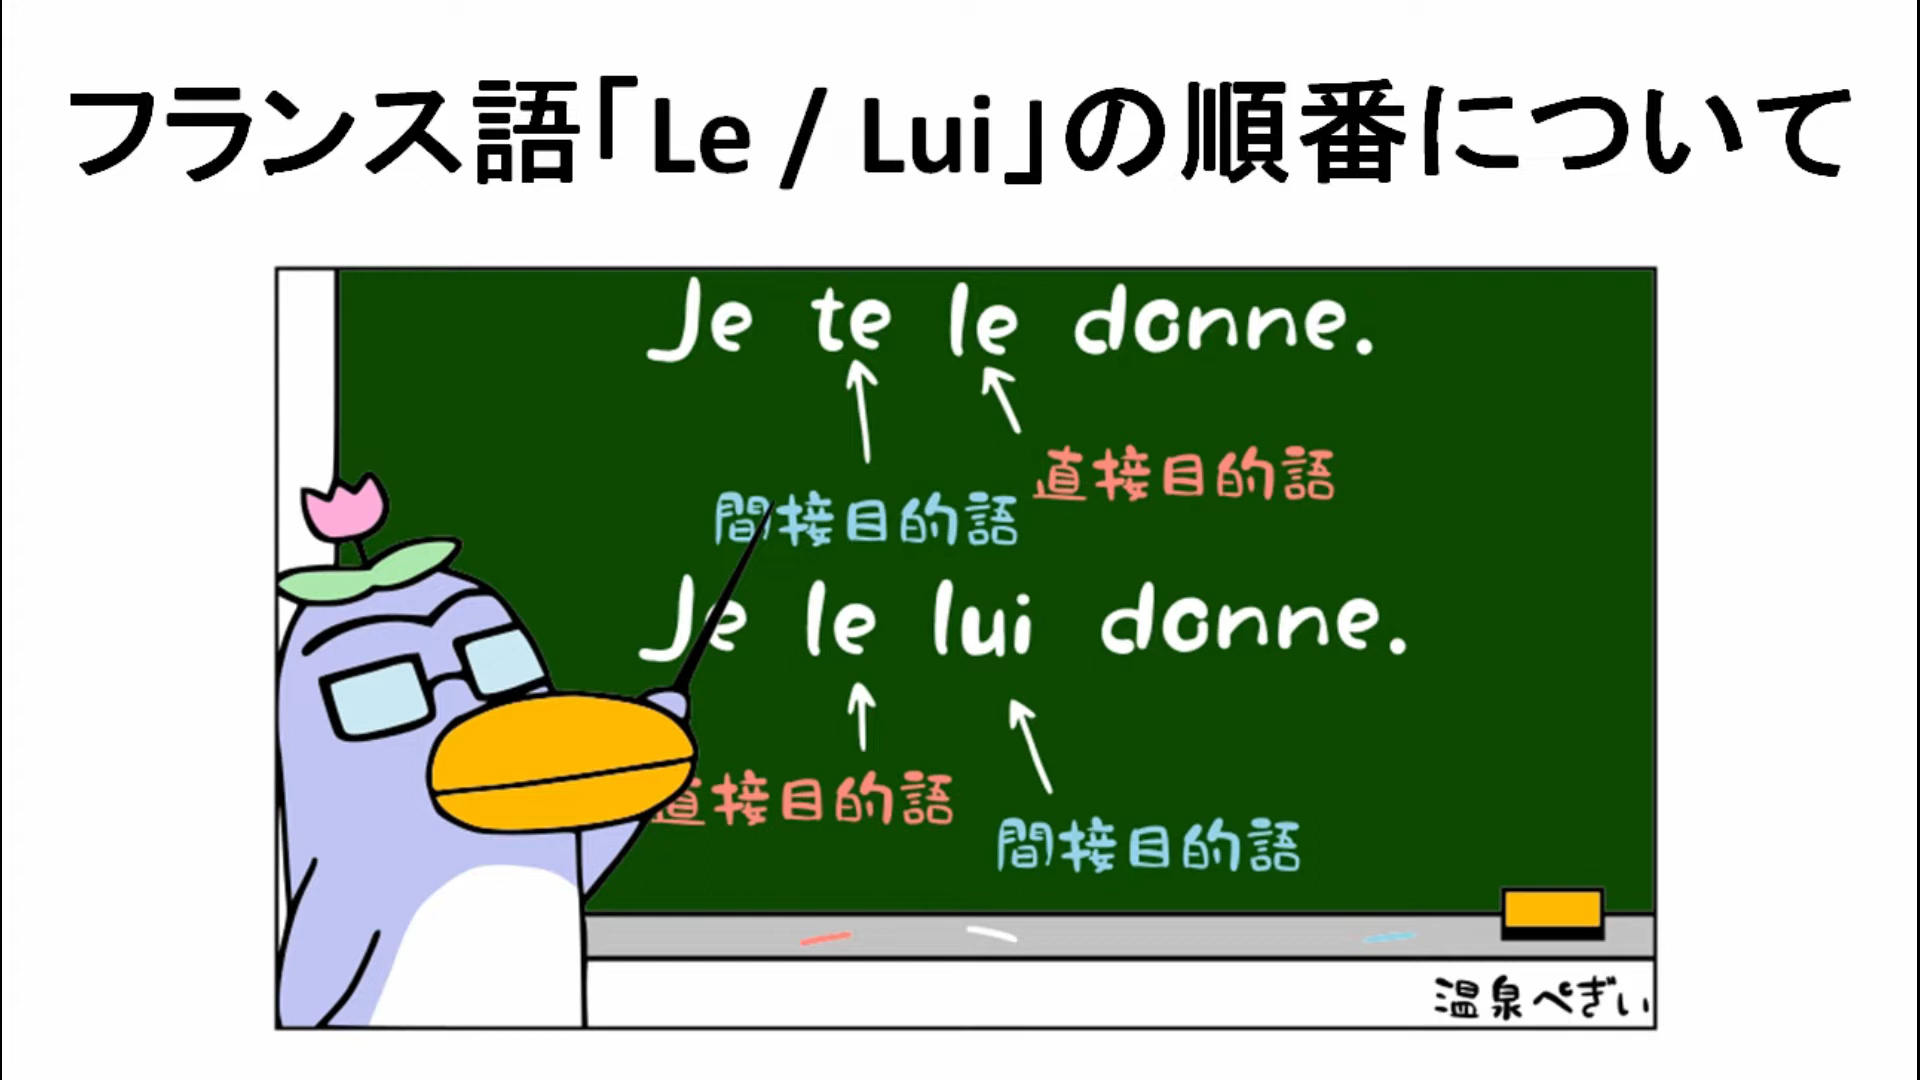 フランス語「Le / Lui」の順番について
Je te le donne.
直接目的語
間接目的語
Je le lui donne.
直接目的語
間接目的語
温泉ぺぎぃ